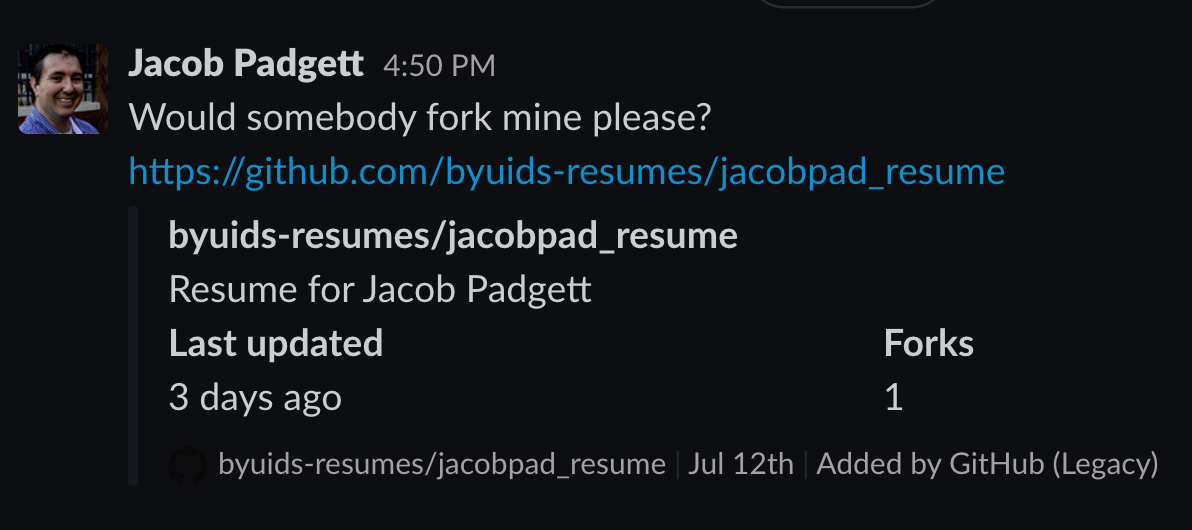 Jacob Padgett 4:50 PM
Would somebody fork mine please?
https://github.com/byuids-resumes/jacobpad_resume
byuids-resumes/jacobpad_resume
Resume for Jacob Padgett
Last updated Forks
3 days ago 1
byuids-resumes/jacobpad_resume | Jul 12th | Added by GitHub (Legacy)